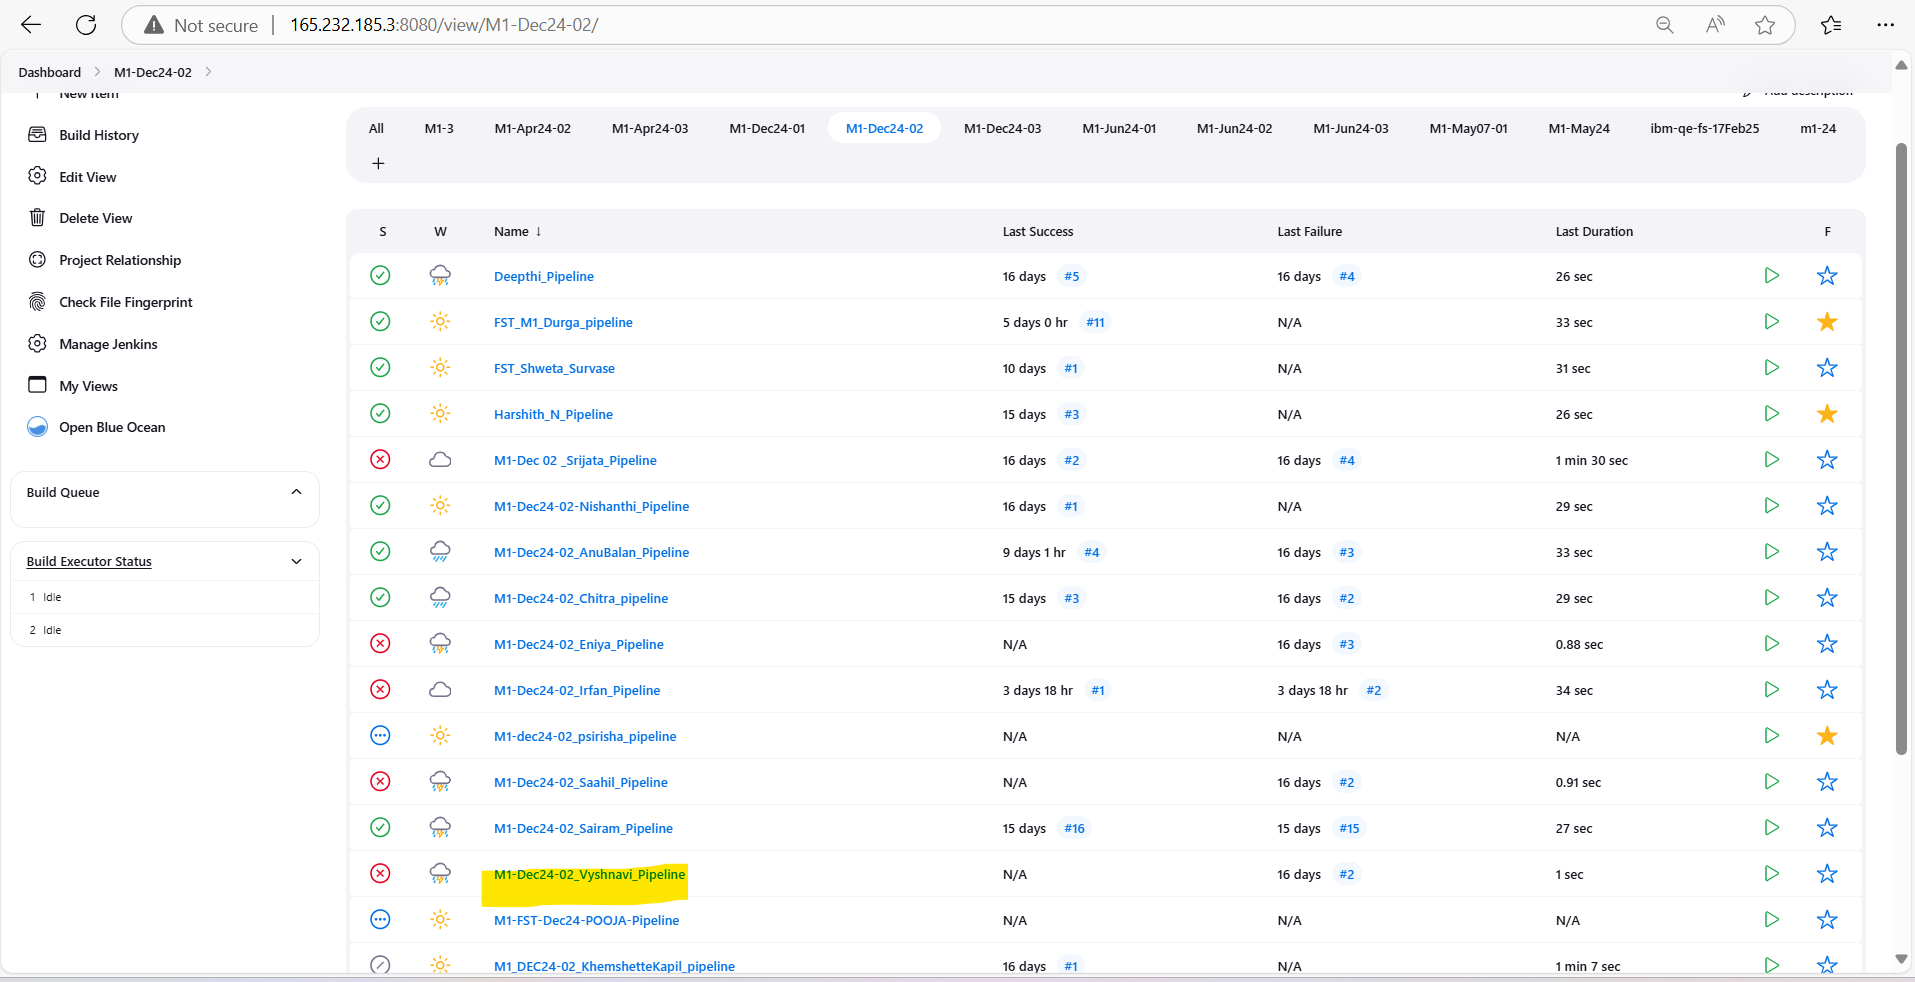 Not secure | 165.232.185.3:8080/view/M1-Dec24-02/
Dashboard > M1-Dec24-02 >
New Item
Build History
Edit View
Delete View
Project Relationship
Check File Fingerprint
Manage Jenkins
My Views
Open Blue Ocean
Build Queue
Build Executor Status
1 Idle
2 Idle
Add description
All M1-3 M1-Apr24-02 M1-Apr24-03 M1-Dec24-01 M1-Dec24-02 M1-Dec24-03 M1-Jun24-01 M1-Jun24-02 M1-Jun24-03 M1-May07-01 M1-May24 ibm-qe-fs-17Feb25 m1-24
+
S W Name ↓ Last Success Last Failure Last Duration F
Deepthi_Pipeline 16 days #5 16 days #4 26 sec
FST_M1_Durga_pipeline 5 days 0 hr #11 N/A 33 sec
FST_Shweta_Survase 10 days #1 N/A 31 sec
Harshith_N_Pipeline 15 days #3 N/A 26 sec
M1-Dec 02 _Srijata_Pipeline 16 days #2 16 days #4 1 min 30 sec
M1-Dec24-02-Nishanthi_Pipeline 16 days #1 N/A 29 sec
M1-Dec24-02_AnuBalan_Pipeline 9 days 1 hr #4 16 days #3 33 sec
M1-Dec24-02_Chitra_pipeline 15 days #3 16 days #2 29 sec
M1-Dec24-02_Eniya_Pipeline N/A 16 days #3 0.88 sec
M1-Dec24-02_Irfan_Pipeline 3 days 18 hr #1 3 days 18 hr #2 34 sec
M1-dec24-02_psirisha_pipeline N/A N/A N/A
M1-Dec24-02_Saahil_Pipeline N/A 16 days #2 0.91 sec
M1-Dec24-02_Sairam_Pipeline 15 days #16 15 days #15 27 sec
M1-Dec24-02_Vyshnavi_Pipeline N/A 16 days #2 1 sec
M1-FST-Dec24-POOJA-Pipeline N/A N/A N/A
M1_DEC24-02_KhemshetteKapil_pipeline 16 days #1 N/A 1 min 7 sec